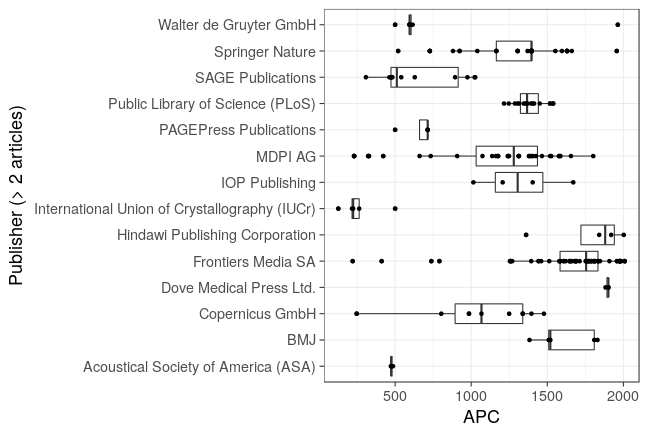 Publisher (> 2 articles)
Walter de Gruyter GmbH
Springer Nature
SAGE Publications
Public Library of Science (PLoS)
PAGEPress Publications
MDPI AG
IOP Publishing
International Union of Crystallography (IUCr)
Hindawi Publishing Corporation
Frontiers Media SA
Dove Medical Press Ltd.
Copernicus GmbH
BMJ
Acoustical Society of America (ASA)
500 1000 1500 2000
APC